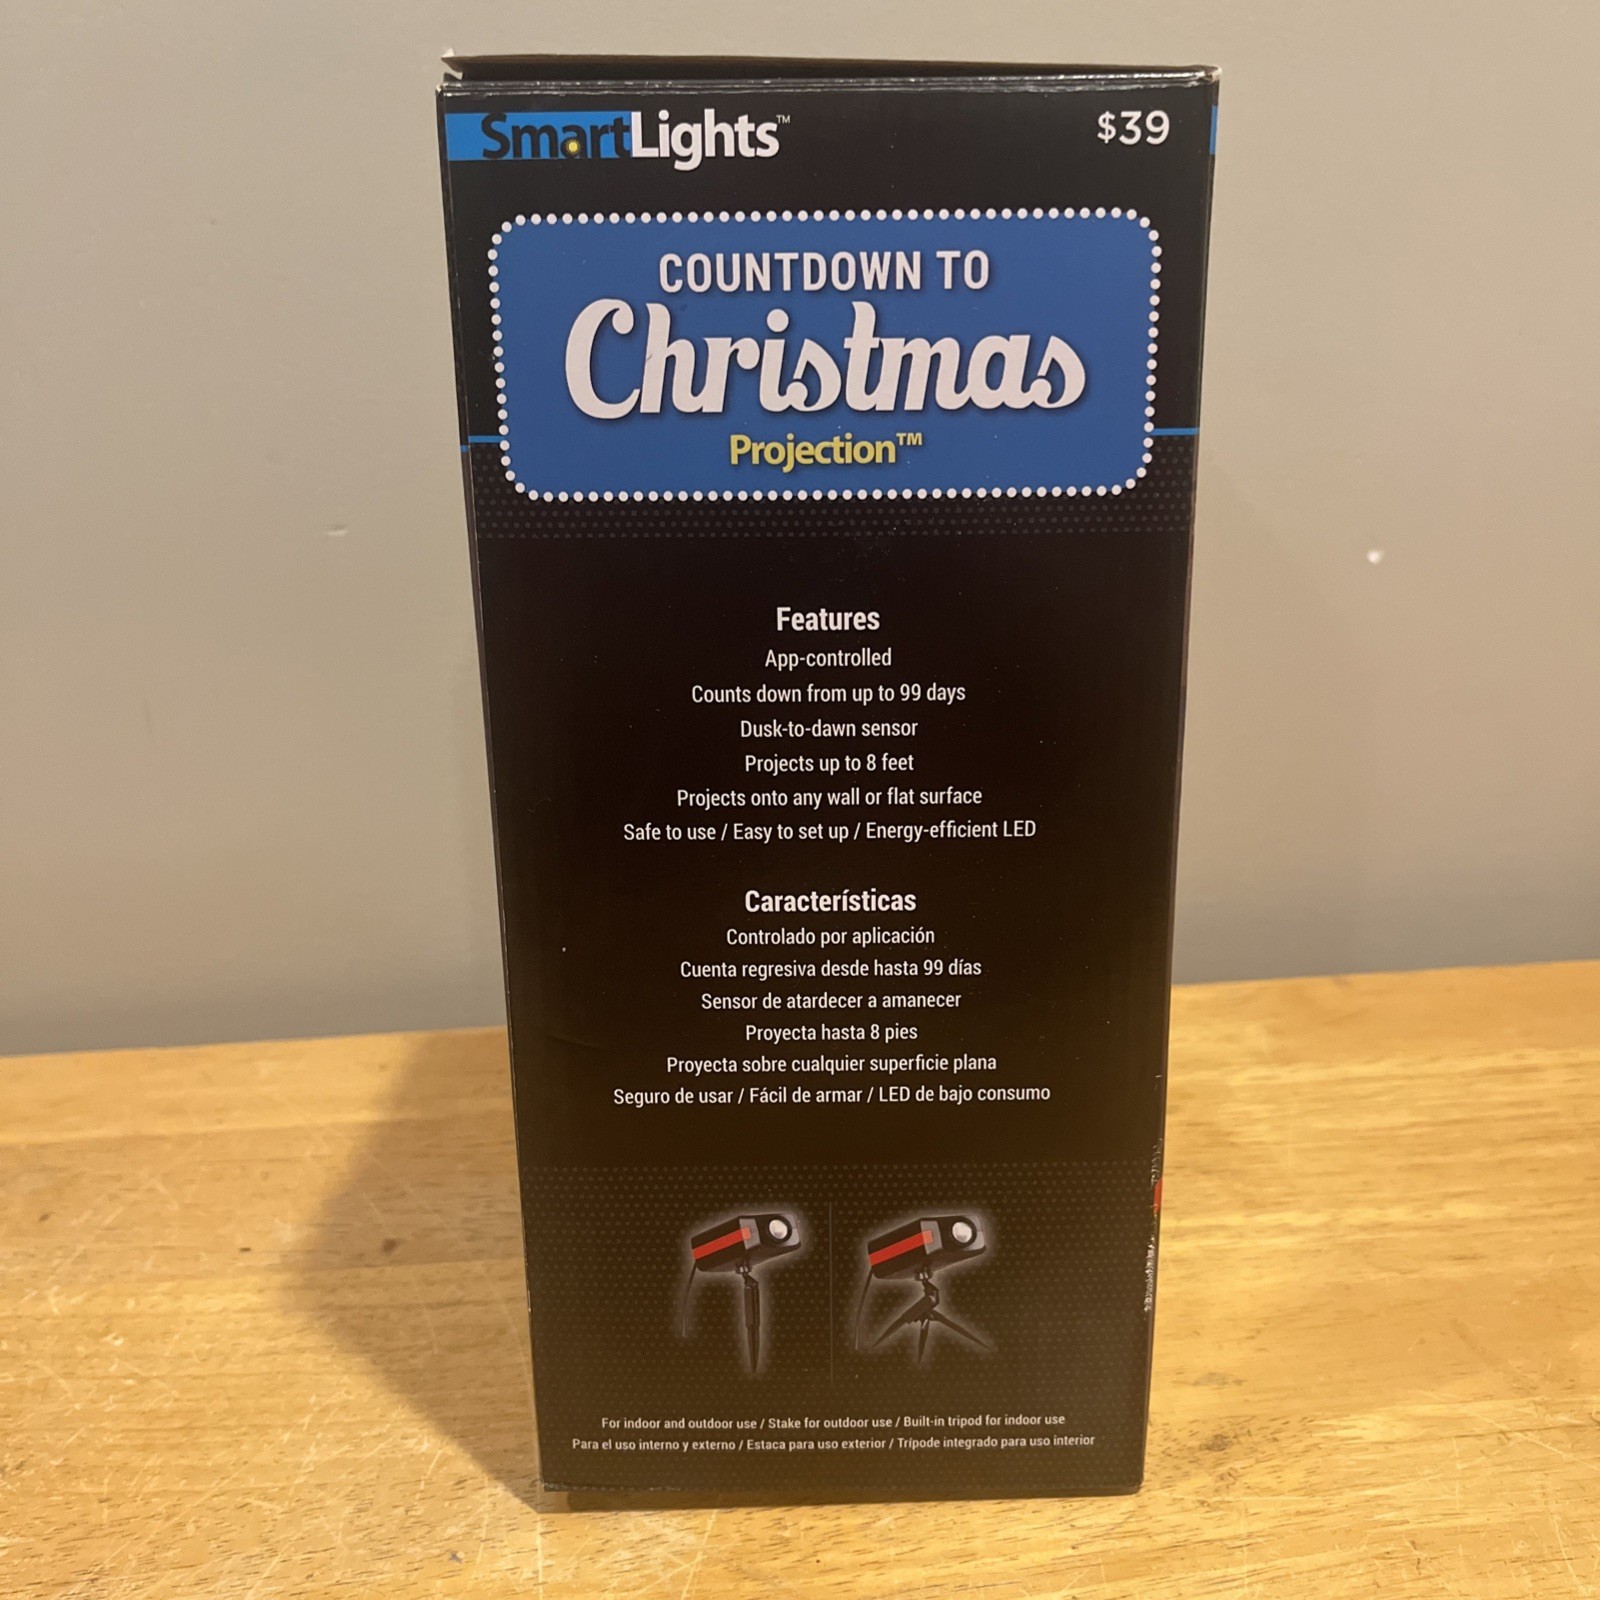 SmartLights™ $39
COUNTDOWN TO
Christmas
Projection™
Features
App-controlled
Counts down from up to 99 days
Dusk-to-dawn sensor
Projects up to 8 feet
Projects onto any wall or flat surface
Safe to use / Easy to set up / Energy-efficient LED
Características
Controlado por aplicación
Cuenta regresiva desde hasta 99 días
Sensor de atardecer a amanecer
Proyecta hasta 8 pies
Proyecta sobre cualquier superficie plana
Seguro de usar / Fácil de armar / LED de bajo consumo
For indoor and outdoor use / Stake for outdoor use / Built-in tripod for indoor use
Para el uso interno y externo / Estaca para uso exterior / Trípode integrado para uso interior